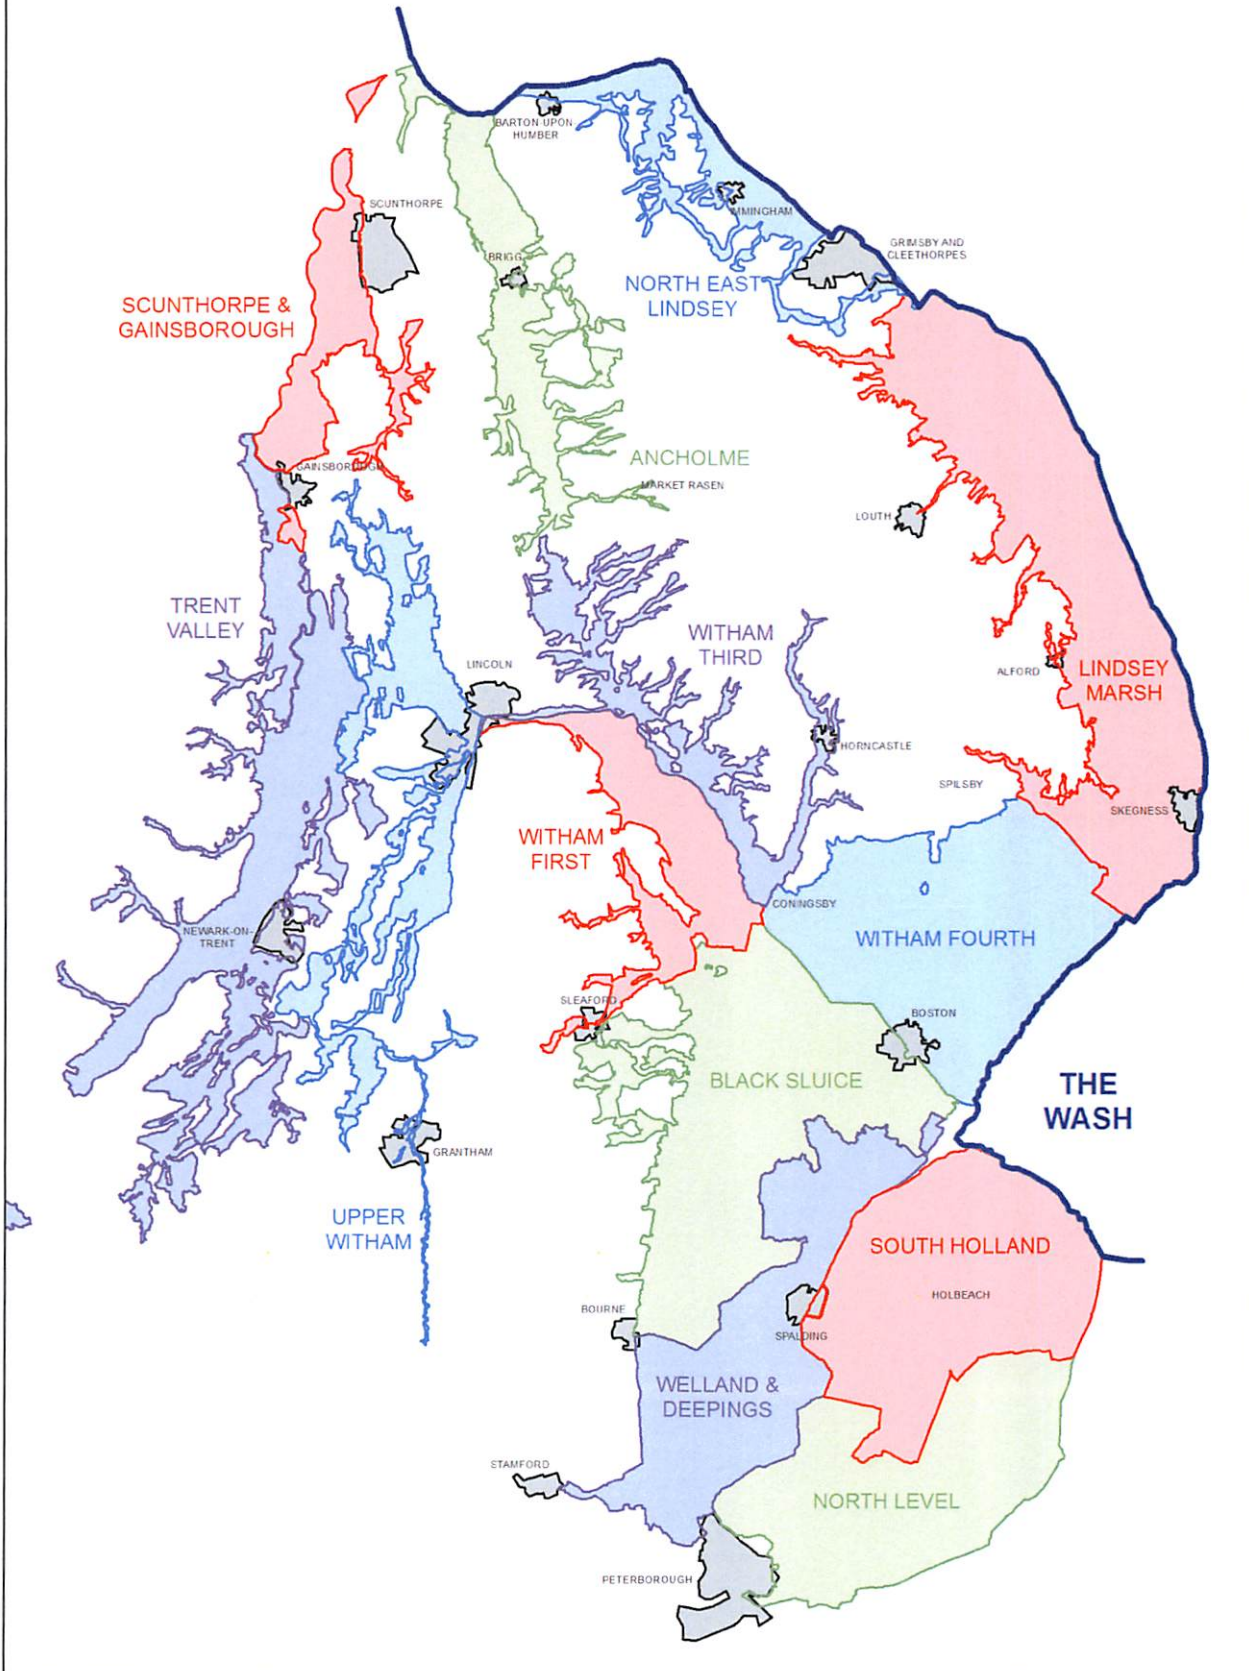 BARTON-UPON
HUMBER
SCUNTHORPE
IMMINGHAM
GRIMSBY AND
CLEETHORPES
BRIGG
NORTH EAST
LINDSEY
SCUNTHORPE &
GAINSBOROUGH
ANCHOLME
GAINSBOROUGH
MARKET RASEN
LOUTH
TRENT
VALLEY
WITHAM
THIRD
LINCOLN
ALFORD
LINDSEY
MARSH
HORNCASTLE
SPILSBY
SKEGNESS
WITHAM
FIRST
CONINGSBY
NEWARK-ON-
TRENT
WITHAM FOURTH
SLEAFORD
BOSTON
BLACK SLUICE
THE
WASH
GRANTHAM
UPPER
WITHAM
SOUTH HOLLAND
HOLBEACH
BOURNE
SPALDING
WELLAND &
DEEPINGS
STAMFORD
NORTH LEVEL
PETERBOROUGH